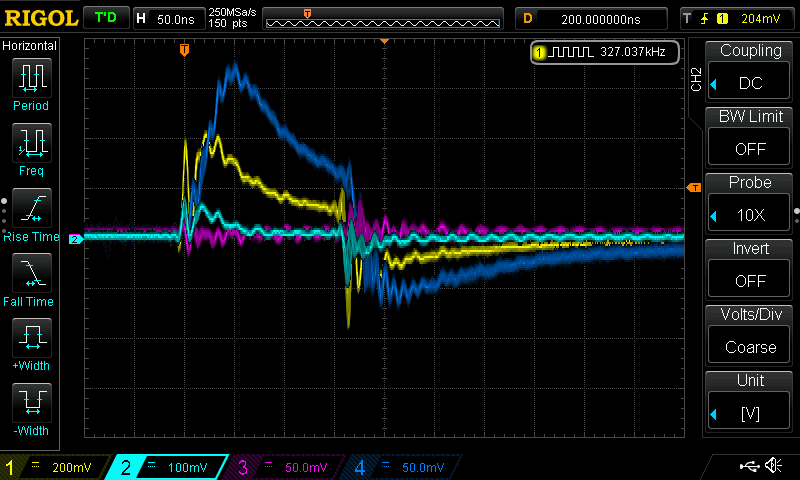 RIGOL T'D H 50.0ns 250MSa/s 150 pts T D 200.000000ns T 1 204mV
Horizontal
Period
Freq
Rise Time
Fall Time
+Width
-Width
T
1 327.037kHz
T
2
CH2
Coupling
DC
BW Limit
OFF
Probe
10X
Invert
OFF
Volts/Div
Coarse
Unit
[V]
1 200mV 2 100mV 3 50.0mV 4 50.0mV